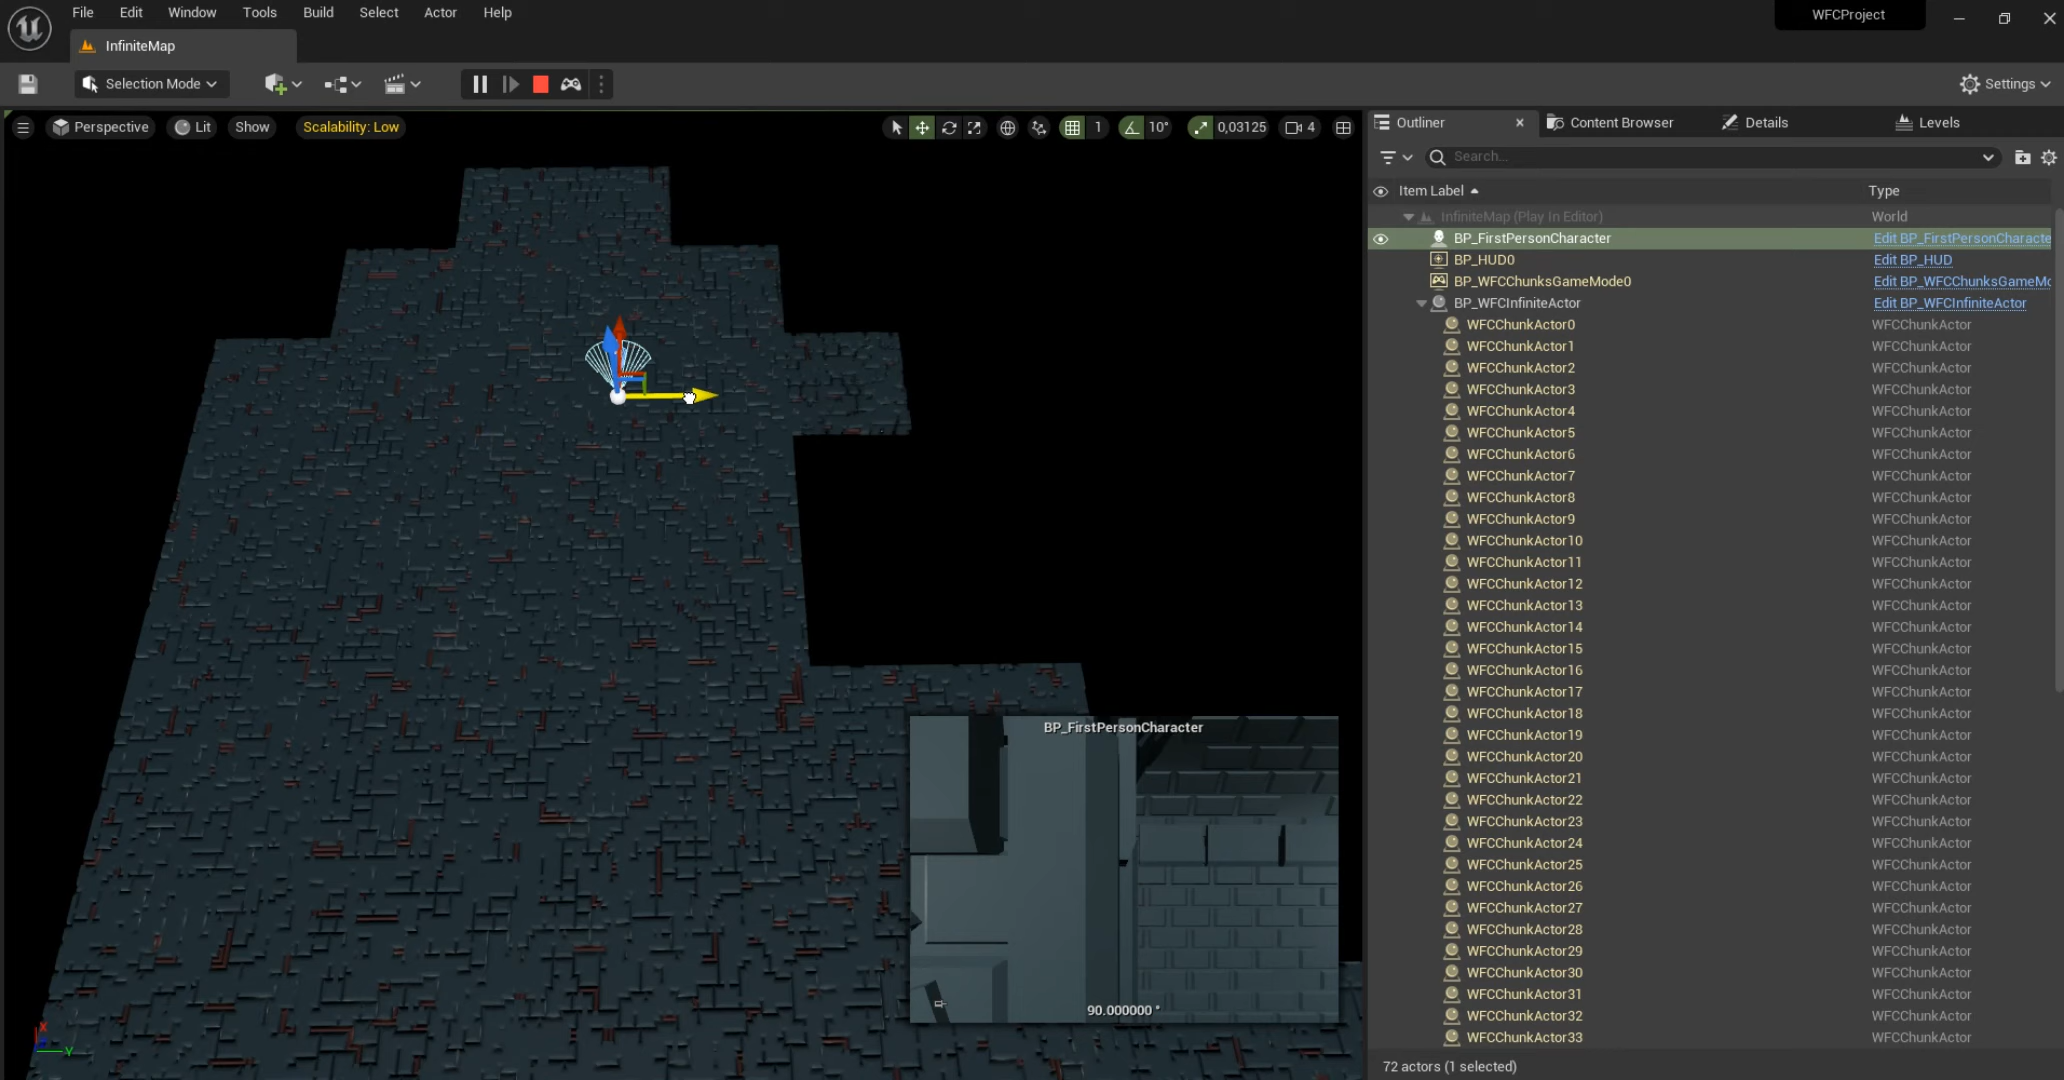 File Edit Window Tools Build Select Actor Help
WFCProject
InfiniteMap
Selection Mode
Settings
Perspective Lit Show Scalability: Low
1 10° 0,03125 4
Outliner Content Browser Details Levels
Search...
Item Label Type
InfiniteMap (Play In Editor) World
BP_FirstPersonCharacter Edit BP_FirstPersonCharacte
BP_HUD0 Edit BP_HUD
BP_WFCChunksGameMode0 Edit BP_WFCChunksGameMo
BP_WFCInfiniteActor Edit BP_WFCInfiniteActor
WFCChunkActor0 WFCChunkActor
WFCChunkActor1 WFCChunkActor
WFCChunkActor2 WFCChunkActor
WFCChunkActor3 WFCChunkActor
WFCChunkActor4 WFCChunkActor
WFCChunkActor5 WFCChunkActor
WFCChunkActor6 WFCChunkActor
WFCChunkActor7 WFCChunkActor
WFCChunkActor8 WFCChunkActor
WFCChunkActor9 WFCChunkActor
WFCChunkActor10 WFCChunkActor
WFCChunkActor11 WFCChunkActor
WFCChunkActor12 WFCChunkActor
WFCChunkActor13 WFCChunkActor
WFCChunkActor14 WFCChunkActor
WFCChunkActor15 WFCChunkActor
WFCChunkActor16 WFCChunkActor
WFCChunkActor17 WFCChunkActor
WFCChunkActor18 WFCChunkActor
WFCChunkActor19 WFCChunkActor
WFCChunkActor20 WFCChunkActor
WFCChunkActor21 WFCChunkActor
WFCChunkActor22 WFCChunkActor
WFCChunkActor23 WFCChunkActor
WFCChunkActor24 WFCChunkActor
WFCChunkActor25 WFCChunkActor
WFCChunkActor26 WFCChunkActor
WFCChunkActor27 WFCChunkActor
WFCChunkActor28 WFCChunkActor
WFCChunkActor29 WFCChunkActor
WFCChunkActor30 WFCChunkActor
WFCChunkActor31 WFCChunkActor
WFCChunkActor32 WFCChunkActor
WFCChunkActor33 WFCChunkActor
72 actors (1 selected)
BP_FirstPersonCharacter
90.000000 °
X
Y